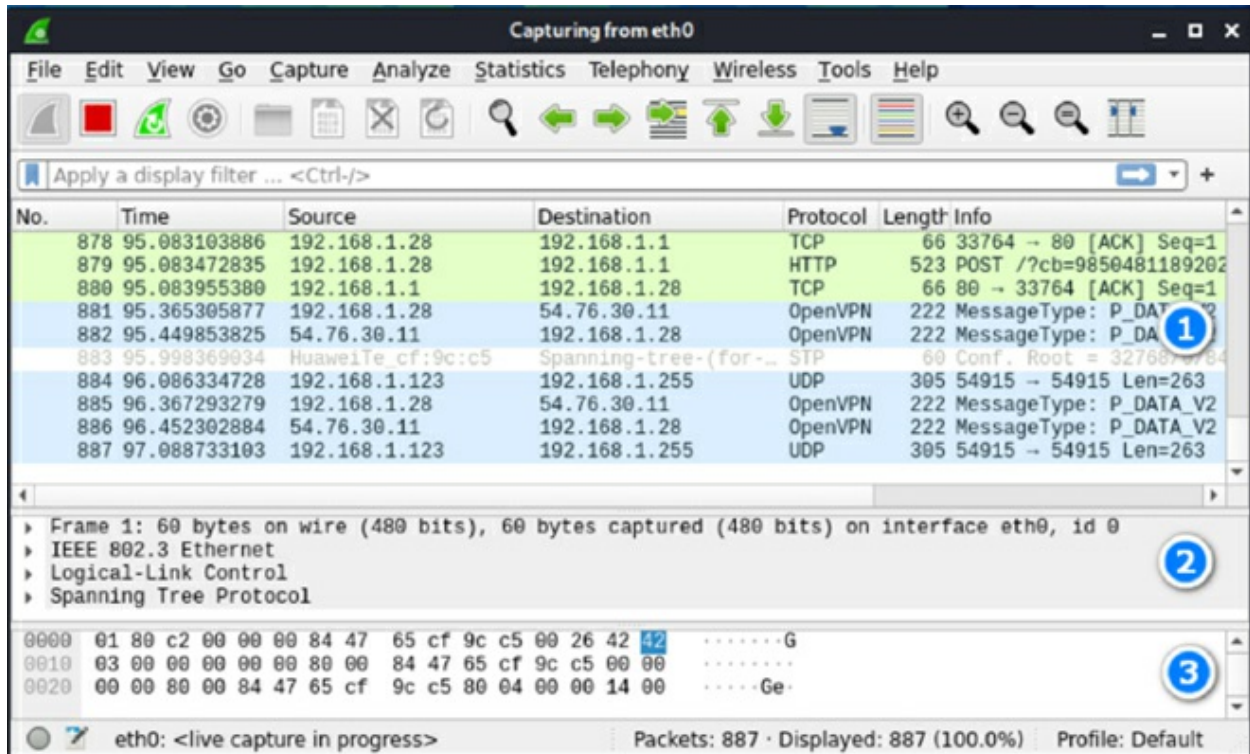 Capturing from eth0
File Edit View Go Capture Analyze Statistics Telephony Wireless Tools Help
Apply a display filter ... <Ctrl-/>
No. Time Source Destination Protocol Length Info
878 95.083103886 192.168.1.28 192.168.1.1 TCP 66 33764 → 80 [ACK] Seq=1
879 95.083472835 192.168.1.28 192.168.1.1 HTTP 523 POST /?cb=9850481189202
880 95.083955380 192.168.1.1 192.168.1.28 TCP 66 80 → 33764 [ACK] Seq=1
881 95.365305877 192.168.1.28 54.76.30.11 OpenVPN 222 MessageType:
882 95.449853825 54.76.30.11 192.168.1.28 OpenVPN 222 MessageType:
1
883 95.998369034 HuaweiTe_cf:9c:c5 Spanning-tree-(for-… STP 60 Conf. Root =
884 96.086334728 192.168.1.123 192.168.1.255 UDP 305 54915 → 54915 Len=263
885 96.367293279 192.168.1.28 54.76.30.11 OpenVPN 222 MessageType: P_DATA_V2
886 96.452302884 54.76.30.11 192.168.1.28 OpenVPN 222 MessageType: P_DATA_V2
887 97.088733103 192.168.1.123 192.168.1.255 UDP 305 54915 → 54915 Len=263
Frame 1: 60 bytes on wire (480 bits), 60 bytes captured (480 bits) on interface eth0, id 0
IEEE 802.3 Ethernet
2
Logical-Link Control
Spanning Tree Protocol
0000 01 80 c2 00 00 00 84 47 65 cf 9c c5 00 26 42 42 ·······G
0010 03 00 00 00 00 00 80 00 84 47 65 cf 9c c5 00 00 ········
3
0020 00 00 80 00 84 47 65 cf 9c c5 80 04 00 00 14 00 ·····Ge·
eth0: <live capture in progress> Packets: 887 · Displayed: 887 (100.0%) Profile: Default